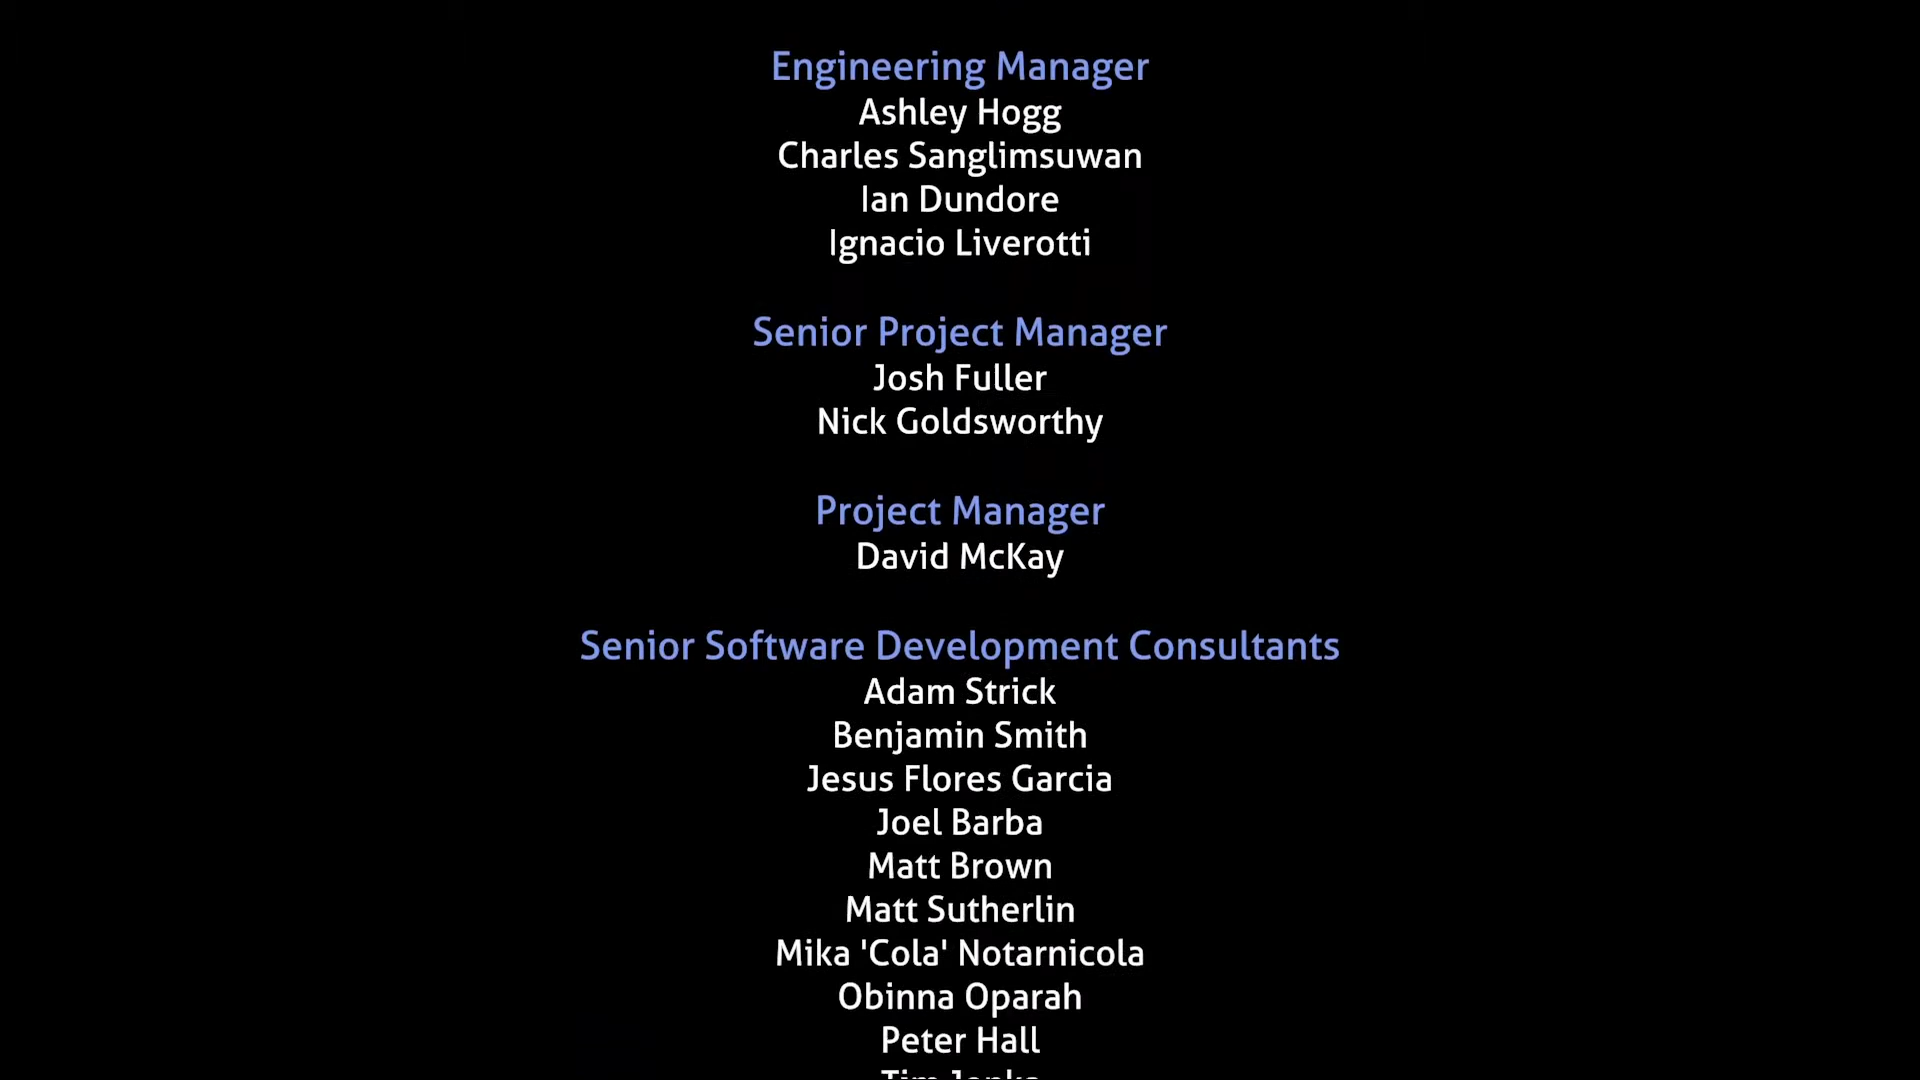 Engineering Manager
Ashley Hogg
Charles Sanglimsuwan
Ian Dundore
Ignacio Liverotti
Senior Project Manager
Josh Fuller
Nick Goldsworthy
Project Manager
David McKay
Senior Software Development Consultants
Adam Strick
Benjamin Smith
Jesus Flores Garcia
Joel Barba
Matt Brown
Matt Sutherlin
Mika 'Cola' Notarnicola
Obinna Oparah
Peter Hall